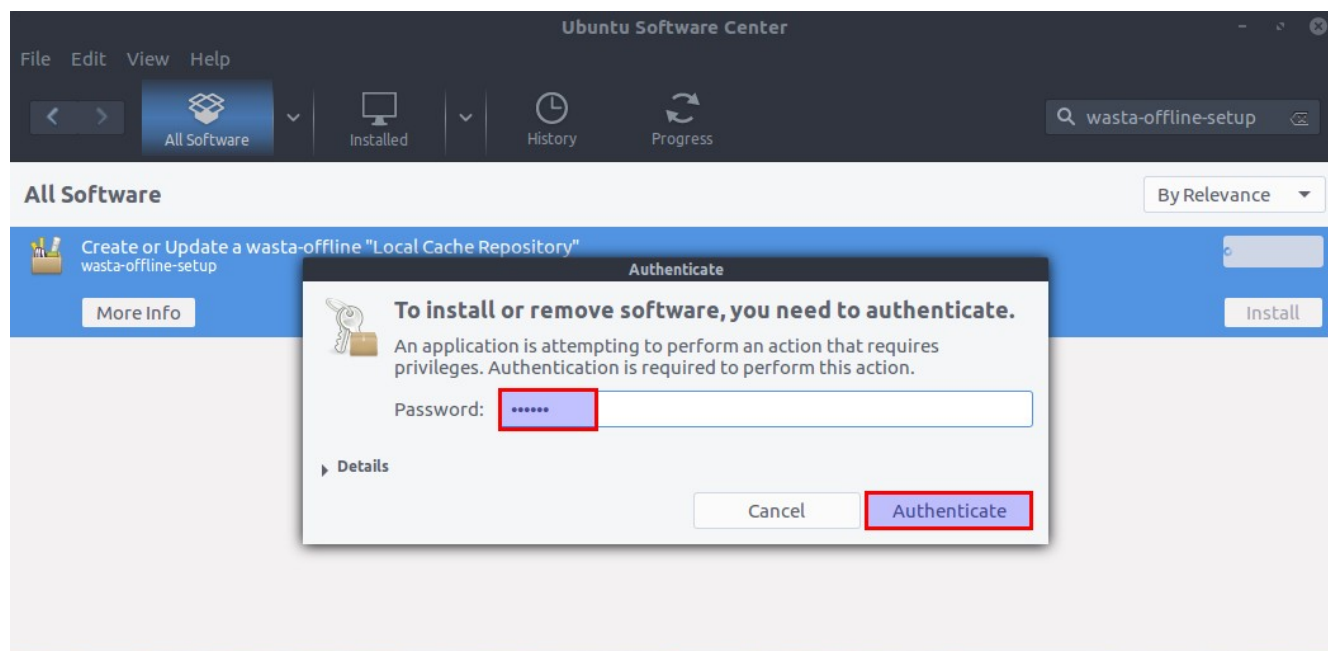 Ubuntu Software Center
File Edit View Help
All Software
Installed
History
Progress
wasta-offline-setup
All Software
By Relevance
Create or Update a wasta-offline "Local Cache Repository"
wasta-offline-setup
More Info
Install
Authenticate
To install or remove software, you need to authenticate.
An application is attempting to perform an action that requires
privileges. Authentication is required to perform this action.
Password: ••••••
Details
Cancel
Authenticate